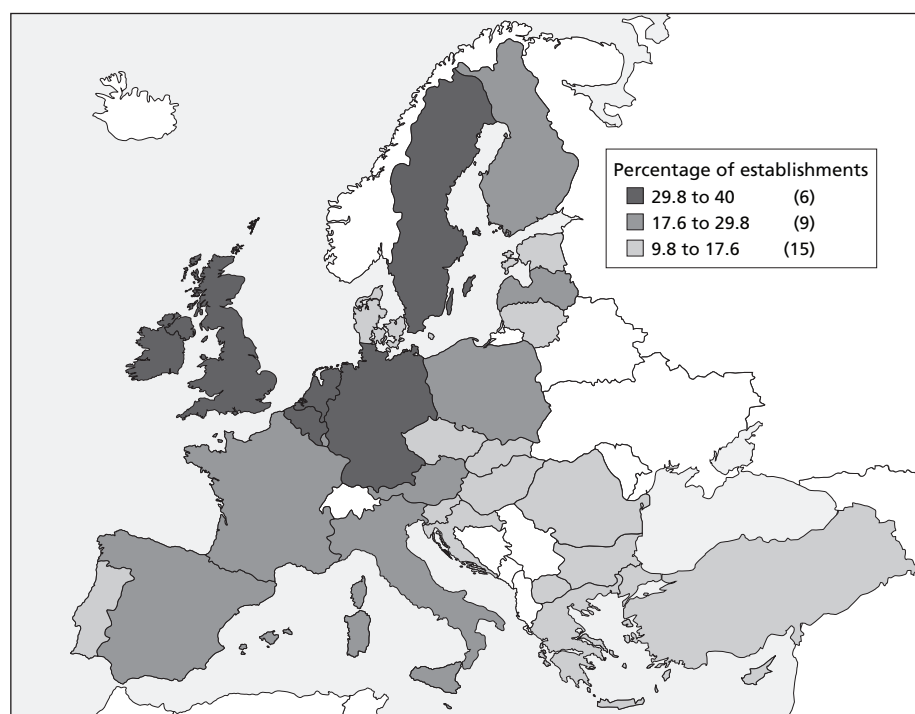 Percentage of establishments
29.8 to 40 (6)
17.6 to 29.8 (9)
9.8 to 17.6 (15)